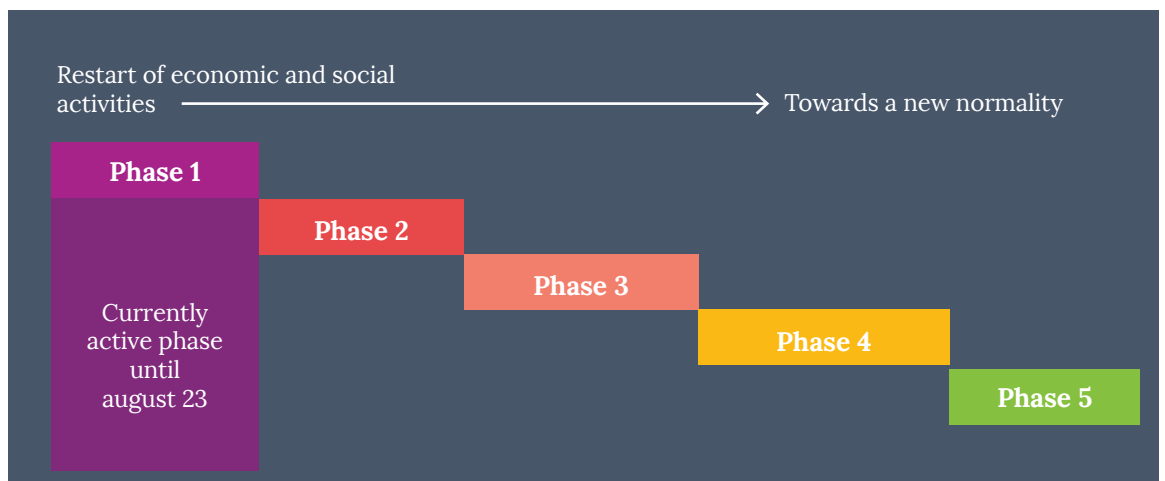 Restart of economic and social
activities
Towards a new normality
Phase 1
Phase 2
Phase 3
Phase 4
Phase 5
Currently
active phase
until
august 23